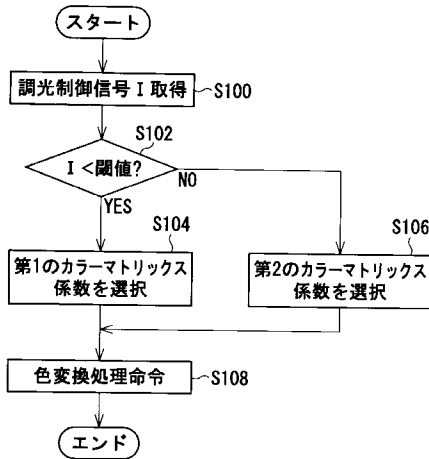 スタート
調光制御信号 I 取得
S100
S102
I <閾値?
NO
YES
S104
S106
第1のカラーマトリックス
係数を選択
第2のカラーマトリックス
係数を選択
色変換処理命令
S108
エンド